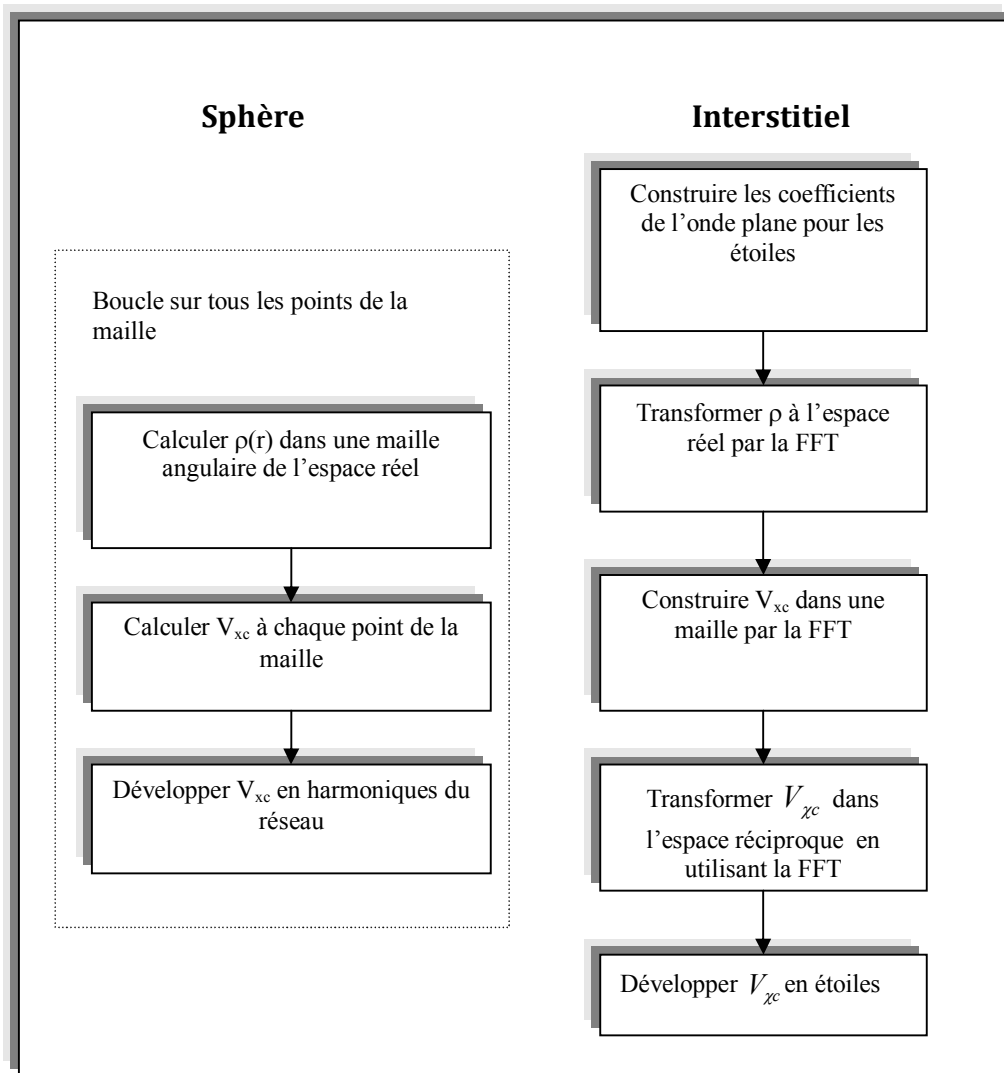 Sphère
Boucle sur tous les points de la
maille
Calculer ρ(r) dans une maille
angulaire de l’espace réel
Calculer Vxc à chaque point de la
maille
Développer Vxc en harmoniques du
réseau
Interstitiel
Construire les coefficients
de l’onde plane pour les
étoiles
Transformer ρ à l’espace
réel par la FFT
Construire Vxc dans une
maille par la FFT
Transformer Vχc dans
l’espace réciproque en
utilisant la FFT
Développer Vχc en étoiles